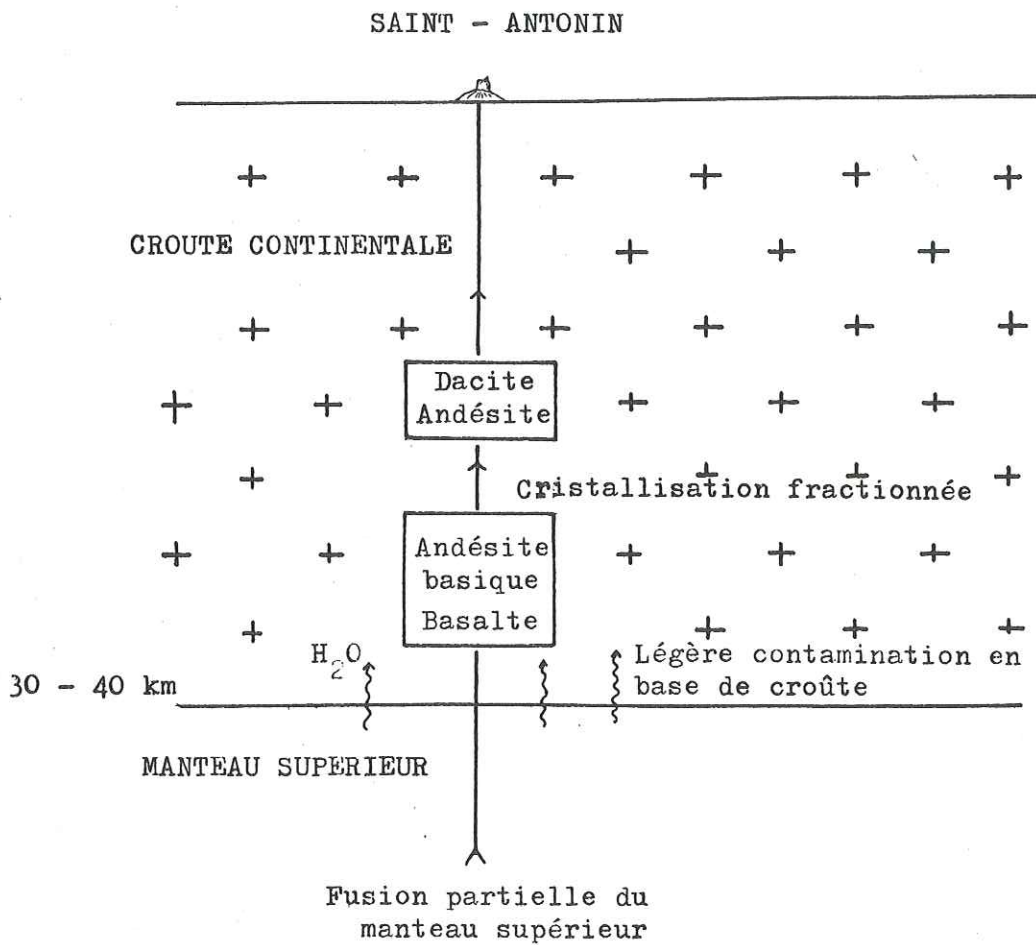 SAINT - ANTONIN
CROUTE CONTINENTALE
Dacite
Andésite
Cristallisation fractionnée
Andésite
basique
Basalte
H₂O
Légère contamination en
base de croûte
30 - 40 km
MANTEAU SUPERIEUR
Fusion partielle du
manteau supérieur